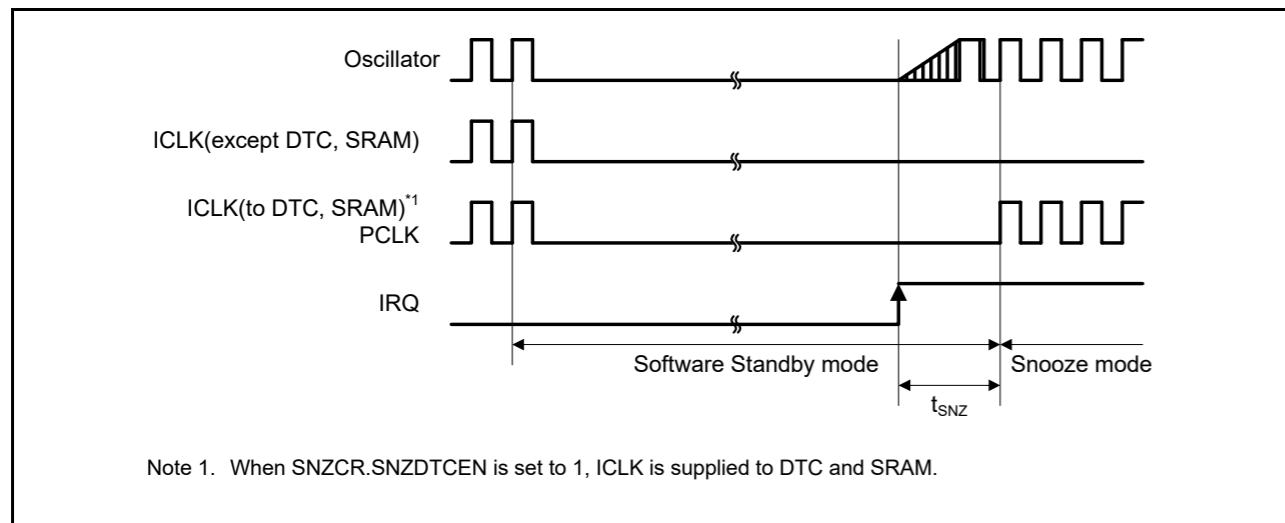 Oscillator
ICLK(except DTC, SRAM)
ICLK(to DTC, SRAM)*1
PCLK
IRQ
Software Standby mode
Snooze mode
tSNZ
Note 1. When SNZCR.SNZDTCEN is set to 1, ICLK is supplied to DTC and SRAM.